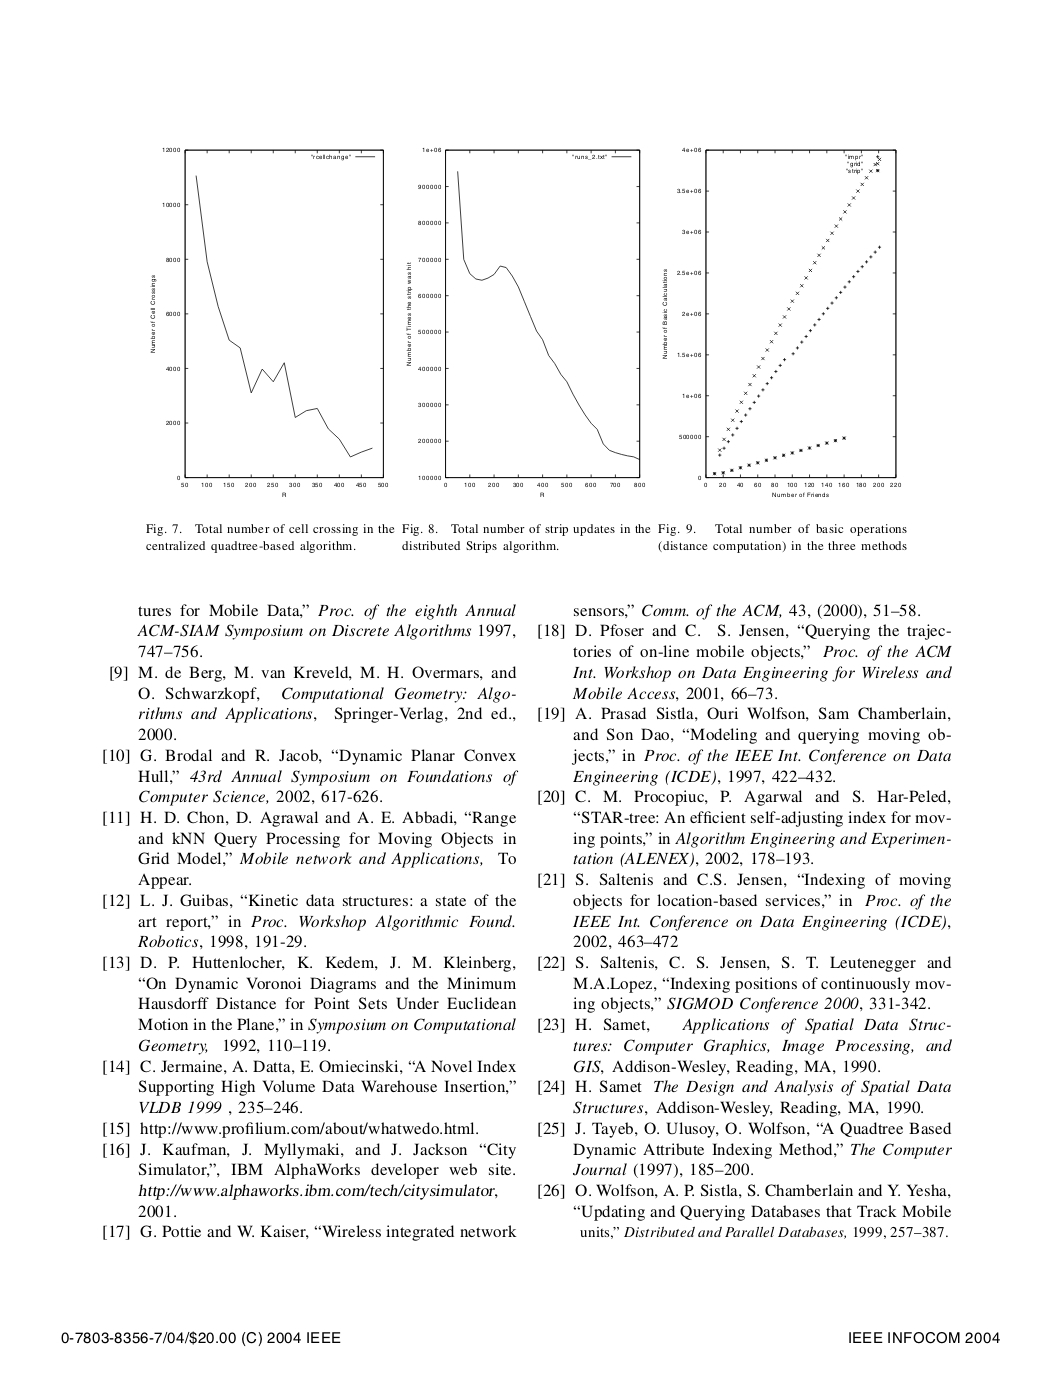 12000
10000
8000
6000
4000
2000
0
50 100 150 200 250 300 350 400 450 500
Number of Cell Crossings
R
"rcellchange"
1e+06
900000
800000
700000
600000
500000
400000
300000
200000
100000
0 100 200 300 400 500 600 700 800
Number of Times the strip was hit
R
"runs_2.txt"
4e+06
3.5e+06
3e+06
2.5e+06
2e+06
1.5e+06
1e+06
500000
0
0 20 40 60 80 100 120 140 160 180 200 220
Number of Basic Calculations
Number of Friends
"impr"
"grid"
"strip"
Fig. 7. Total number of cell crossing in the
centralized quadtree-based algorithm.
Fig. 8. Total number of strip updates in the
distributed Strips algorithm.
Fig. 9. Total number of basic operations
(distance computation) in the three methods
tures for Mobile Data,” Proc. of the eighth Annual
ACM-SIAM Symposium on Discrete Algorithms 1997,
747–756.
[9] M. de Berg, M. van Kreveld, M. H. Overmars, and
O. Schwarzkopf, Computational Geometry: Algo-
rithms and Applications, Springer-Verlag, 2nd ed.,
2000.
[10] G. Brodal and R. Jacob, “Dynamic Planar Convex
Hull,” 43rd Annual Symposium on Foundations of
Computer Science, 2002, 617-626.
[11] H. D. Chon, D. Agrawal and A. E. Abbadi, “Range
and kNN Query Processing for Moving Objects in
Grid Model,” Mobile network and Applications, To
Appear.
[12] L. J. Guibas, “Kinetic data structures: a state of the
art report,” in Proc. Workshop Algorithmic Found.
Robotics, 1998, 191-29.
[13] D. P. Huttenlocher, K. Kedem, J. M. Kleinberg,
“On Dynamic Voronoi Diagrams and the Minimum
Hausdorff Distance for Point Sets Under Euclidean
Motion in the Plane,” in Symposium on Computational
Geometry, 1992, 110–119.
[14] C. Jermaine, A. Datta, E. Omiecinski, “A Novel Index
Supporting High Volume Data Warehouse Insertion,”
VLDB 1999 , 235–246.
[15] http://www.profilium.com/about/whatwedo.html.
[16] J. Kaufman, J. Myllymaki, and J. Jackson “City
Simulator,”, IBM AlphaWorks developer web site.
http://www.alphaworks.ibm.com/tech/citysimulator,
2001.
[17] G. Pottie and W. Kaiser, “Wireless integrated network
sensors,” Comm. of the ACM, 43, (2000), 51–58.
[18] D. Pfoser and C. S. Jensen, “Querying the trajec-
tories of on-line mobile objects,” Proc. of the ACM
Int. Workshop on Data Engineering for Wireless and
Mobile Access, 2001, 66–73.
[19] A. Prasad Sistla, Ouri Wolfson, Sam Chamberlain,
and Son Dao, “Modeling and querying moving ob-
jects,” in Proc. of the IEEE Int. Conference on Data
Engineering (ICDE), 1997, 422–432.
[20] C. M. Procopiuc, P. Agarwal and S. Har-Peled,
“STAR-tree: An efficient self-adjusting index for mov-
ing points,” in Algorithm Engineering and Experimen-
tation (ALENEX), 2002, 178–193.
[21] S. Saltenis and C.S. Jensen, “Indexing of moving
objects for location-based services,” in Proc. of the
IEEE Int. Conference on Data Engineering (ICDE),
2002, 463–472
[22] S. Saltenis, C. S. Jensen, S. T. Leutenegger and
M.A.Lopez, “Indexing positions of continuously mov-
ing objects,” SIGMOD Conference 2000, 331-342.
[23] H. Samet, Applications of Spatial Data Struc-
tures: Computer Graphics, Image Processing, and
GIS, Addison-Wesley, Reading, MA, 1990.
[24] H. Samet The Design and Analysis of Spatial Data
Structures, Addison-Wesley, Reading, MA, 1990.
[25] J. Tayeb, O. Ulusoy, O. Wolfson, “A Quadtree Based
Dynamic Attribute Indexing Method,” The Computer
Journal (1997), 185–200.
[26] O. Wolfson, A. P. Sistla, S. Chamberlain and Y. Yesha,
“Updating and Querying Databases that Track Mobile
units,” Distributed and Parallel Databases, 1999, 257–387.
0-7803-8356-7/04/$20.00 (C) 2004 IEEE
IEEE INFOCOM 2004